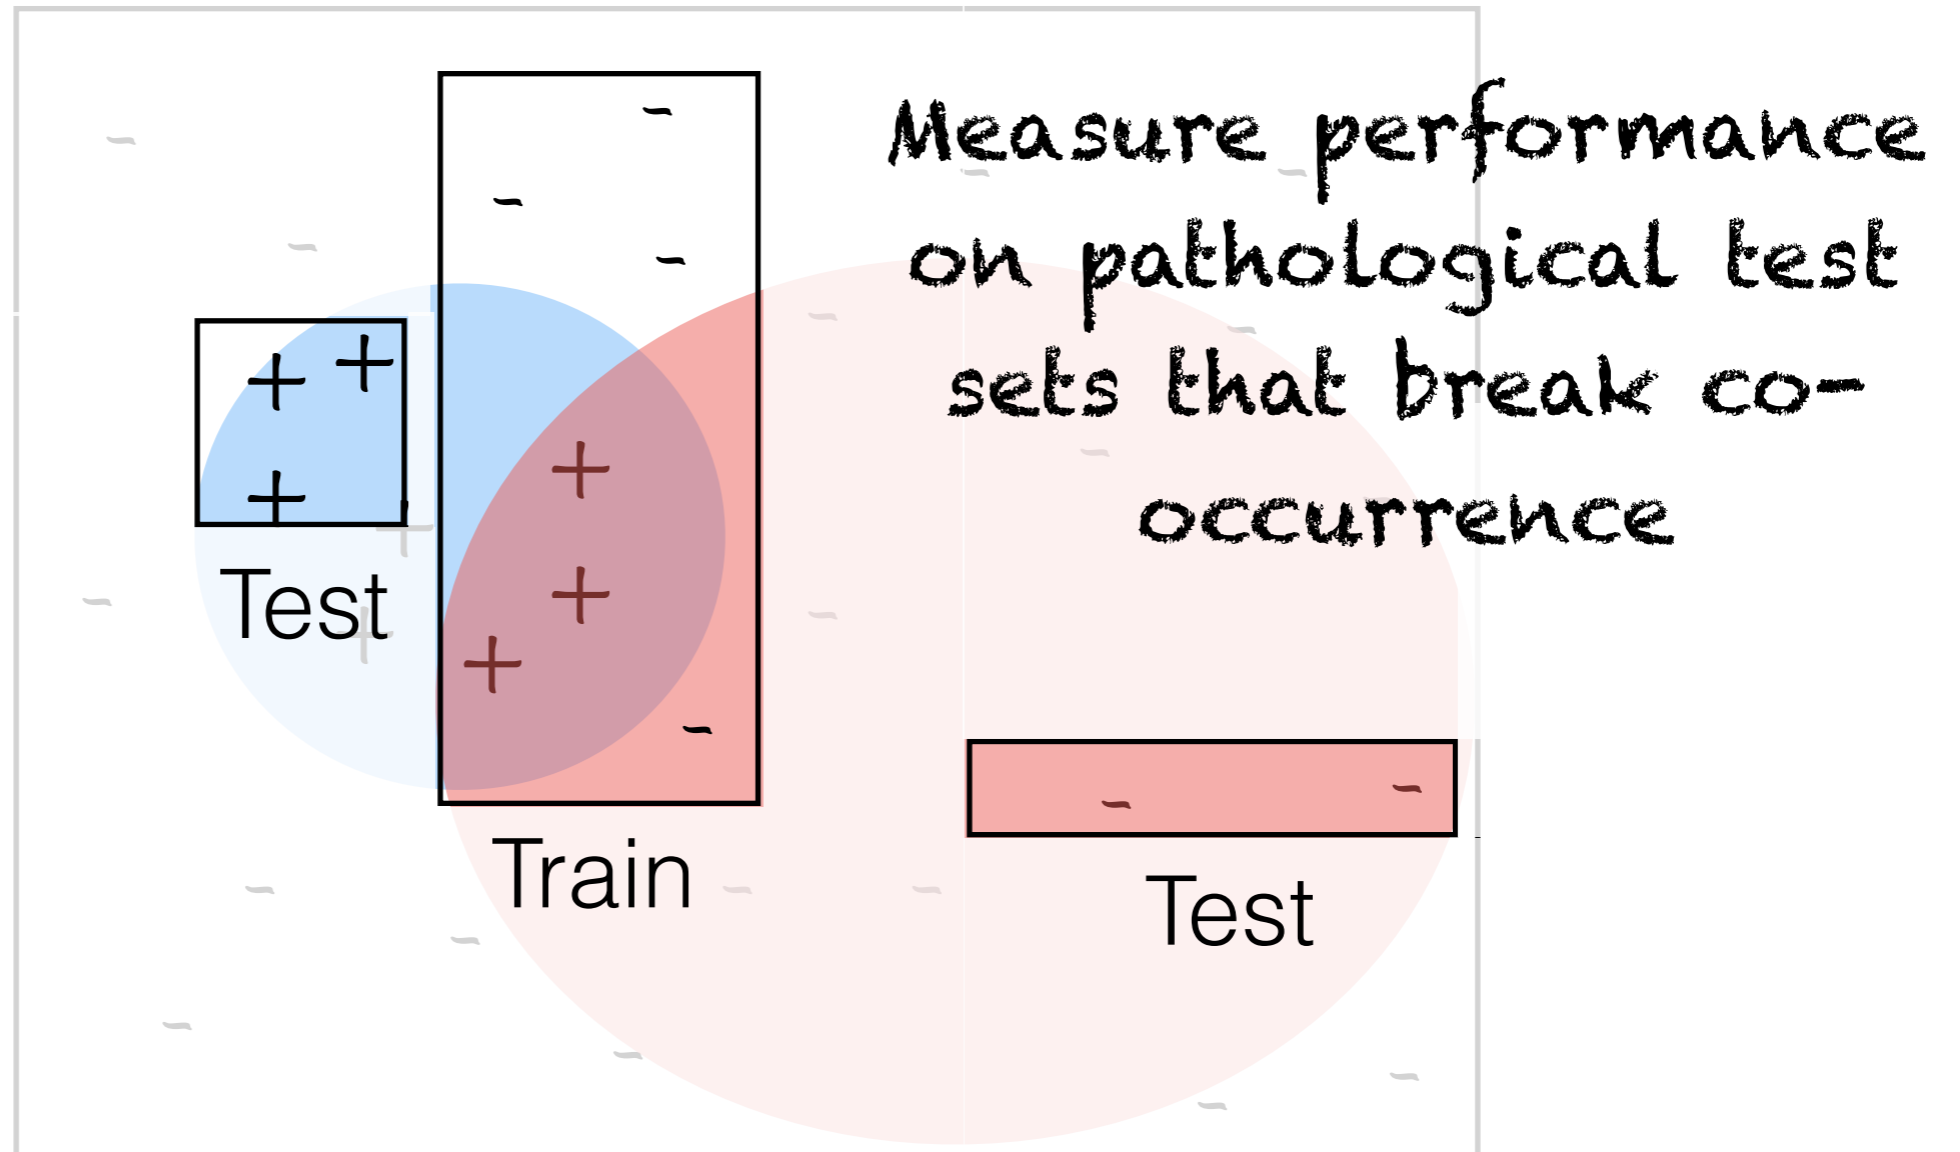 Measure performance
on pathological test
sets that break co-
occurrence
Test
Train
Test